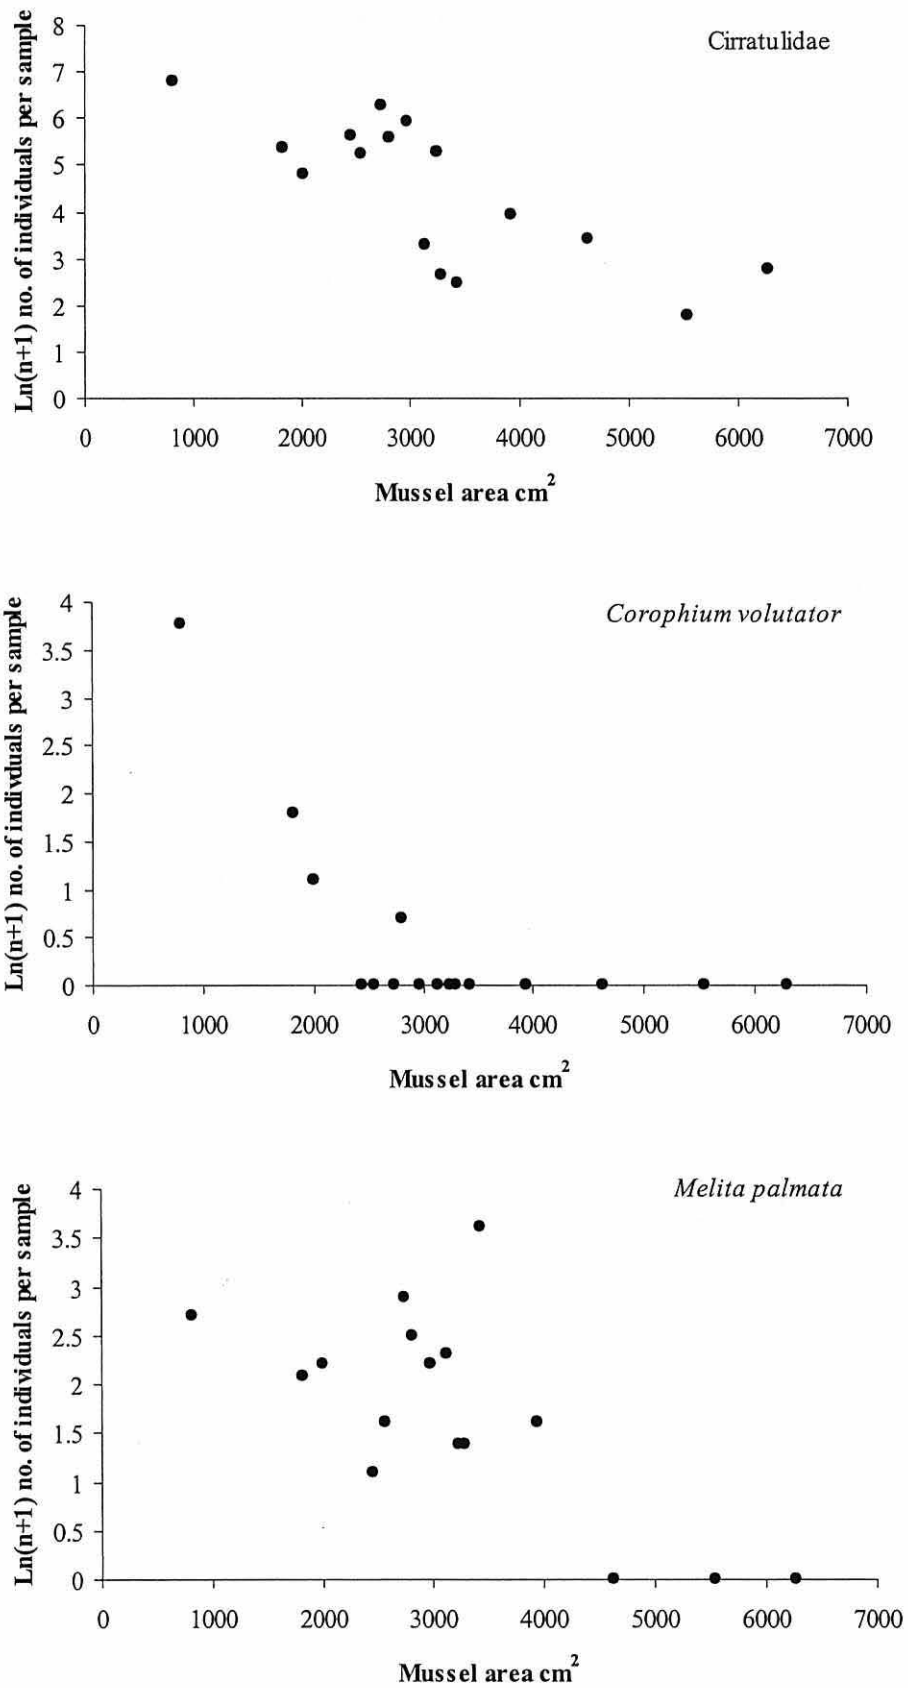 Cirratulidae
Ln(n+1) no. of individuals per sample
8
7
6
5
4
3
2
1
0
0 1000 2000 3000 4000 5000 6000 7000
Mussel area cm²
Corophium volutator
Ln(n+1) no. of indivduals per sample
4
3.5
3
2.5
2
1.5
1
0.5
0
0 1000 2000 3000 4000 5000 6000 7000
Mussel area cm²
Melita palmata
Ln(n+1) no. of individuals per sample
4
3.5
3
2.5
2
1.5
1
0.5
0
0 1000 2000 3000 4000 5000 6000 7000
Mussel area cm²